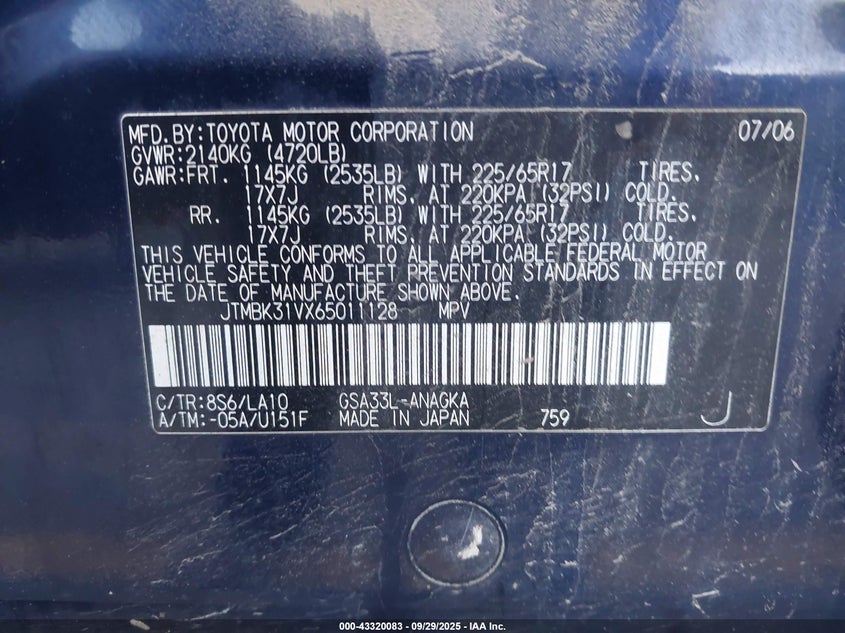 MFD.BY:TOYOTA MOTOR CORPORATION 07/06
GVWR:2140KG (4720LB)
GAWR:FRT. 1145KG (2535LB) WITH 225/65R17 TIRES,
17X7J RIMS, AT 220KPA (32PSI) COLD.
RR. 1145KG (2535LB) WITH 225/65R17 TIRES,
17X7J RIMS, AT 220KPA (32PSI) COLD.
THIS VEHICLE CONFORMS TO ALL APPLICABLE FEDERAL MOTOR
VEHICLE SAFETY AND THEFT PREVENTION STANDARDS IN EFFECT ON
THE DATE OF MANUFACTURE SHOWN ABOVE.
JTMBK31VX65011128 MPV
C/TR:8S6/LA10 GSA33L-ANAGKA
A/TM:-05A/U151F MADE IN JAPAN 759 J
000-43320083 - 09/29/2025 - IAA Inc.